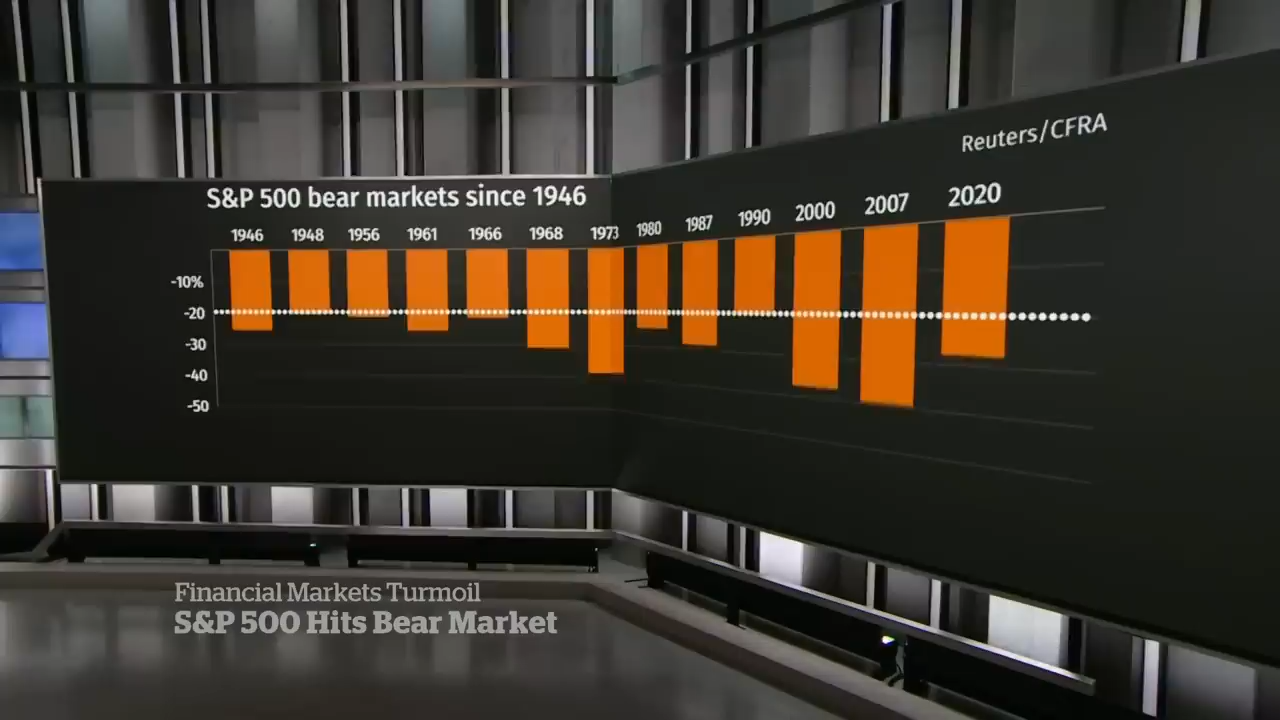 Reuters/CFRA
S&P 500 bear markets since 1946
1946 1948 1956 1961 1966 1968 1973 1980 1987 1990 2000 2007 2020
-10%
-20
-30
-40
-50
Financial Markets Turmoil
S&P 500 Hits Bear Market